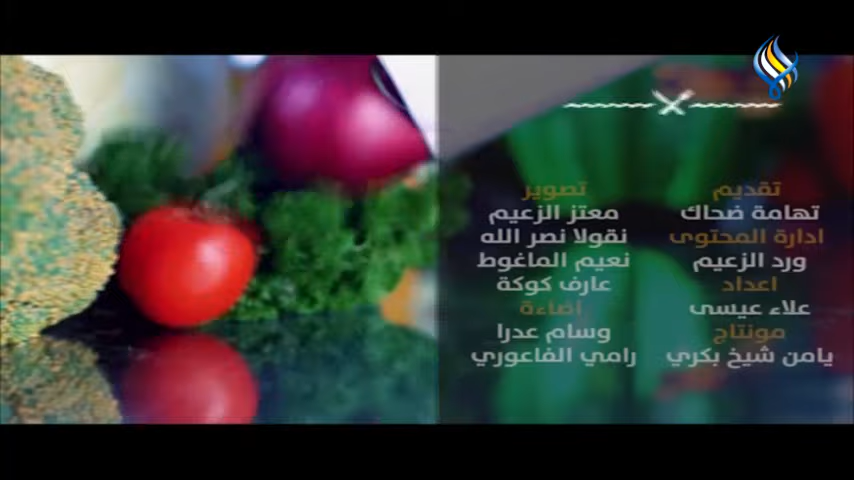 تقديم
تهامة ضحاك
ادارة المحتوى
ورد الزعيم
اعداد
علاء عيسى
مونتاج
يامن شيخ بكري
تصوير
معتز الزعيم
نقولا نصر الله
نعيم الماغوط
عارف كوكة
إضاءة
وسام عدرا
رامي الفاعوري